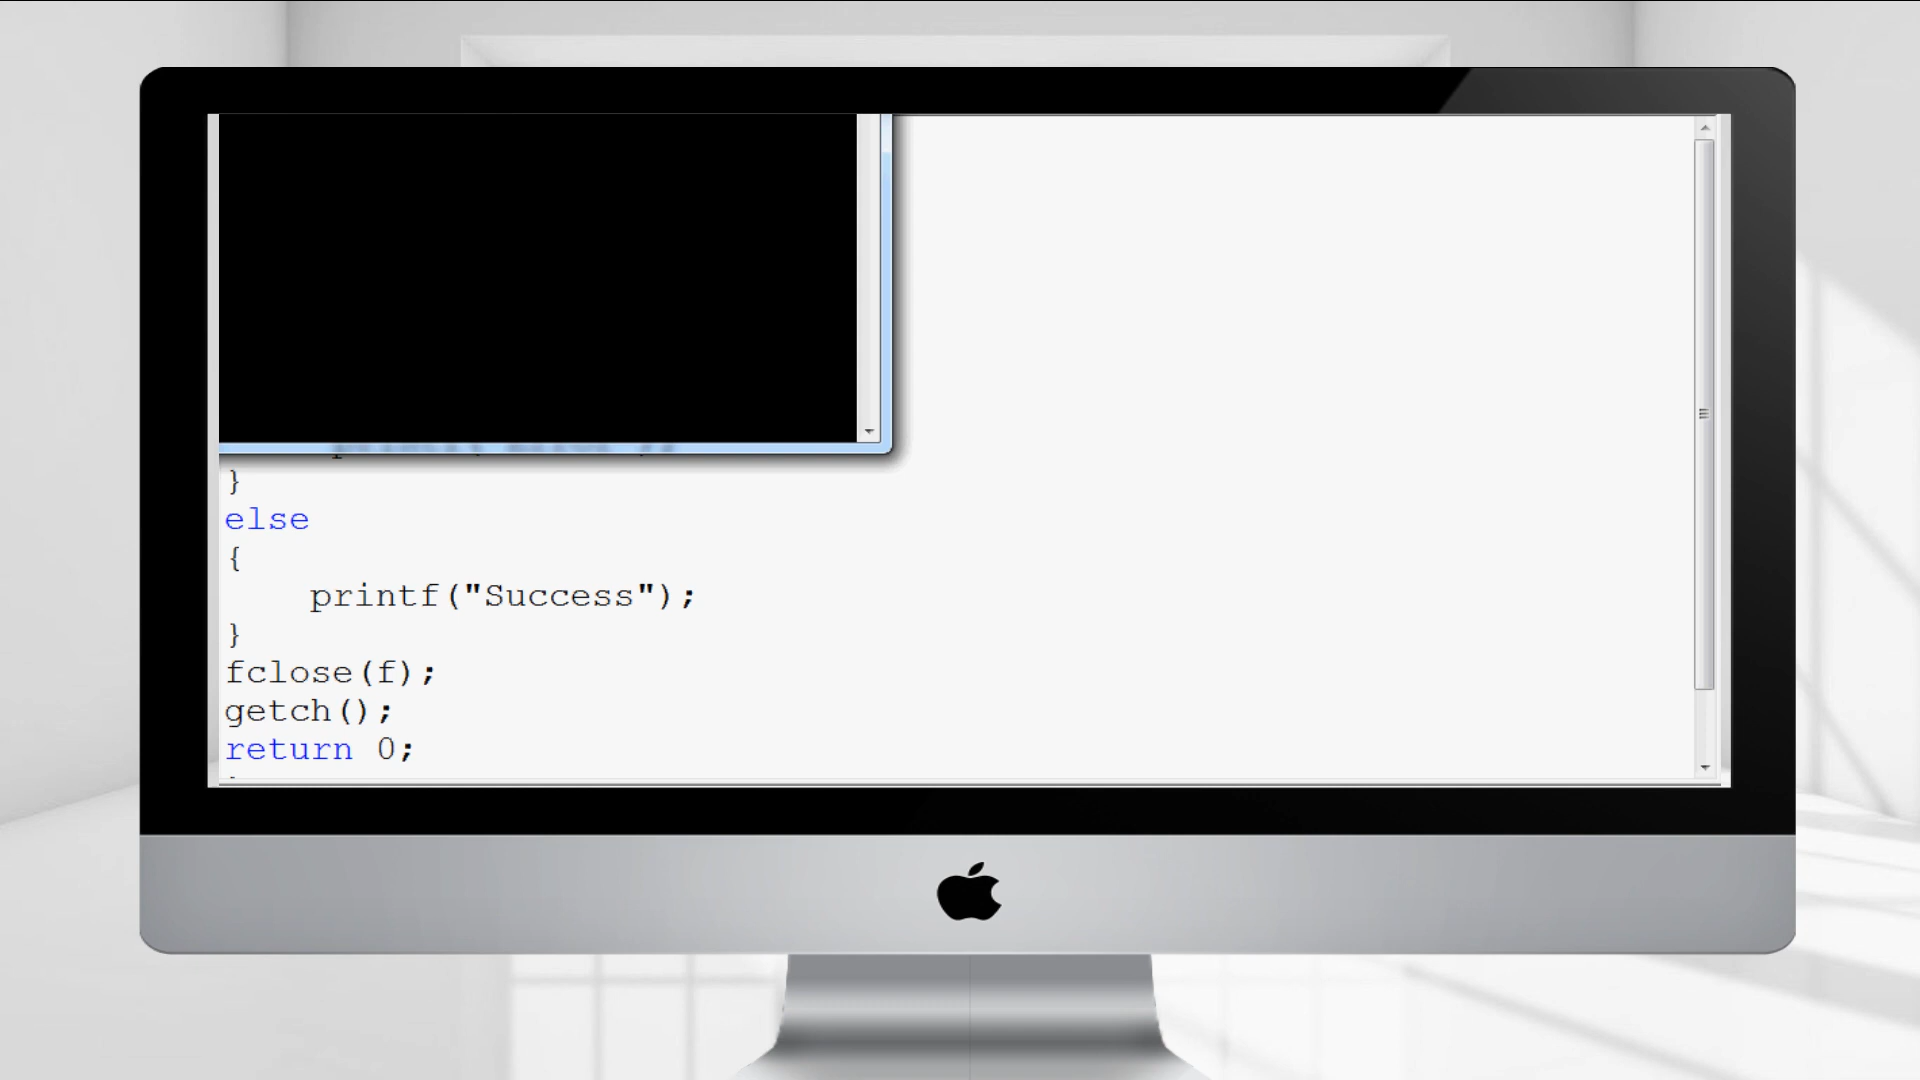 }
else
{
printf("Success");
}
fclose(f);
getch();
return 0;